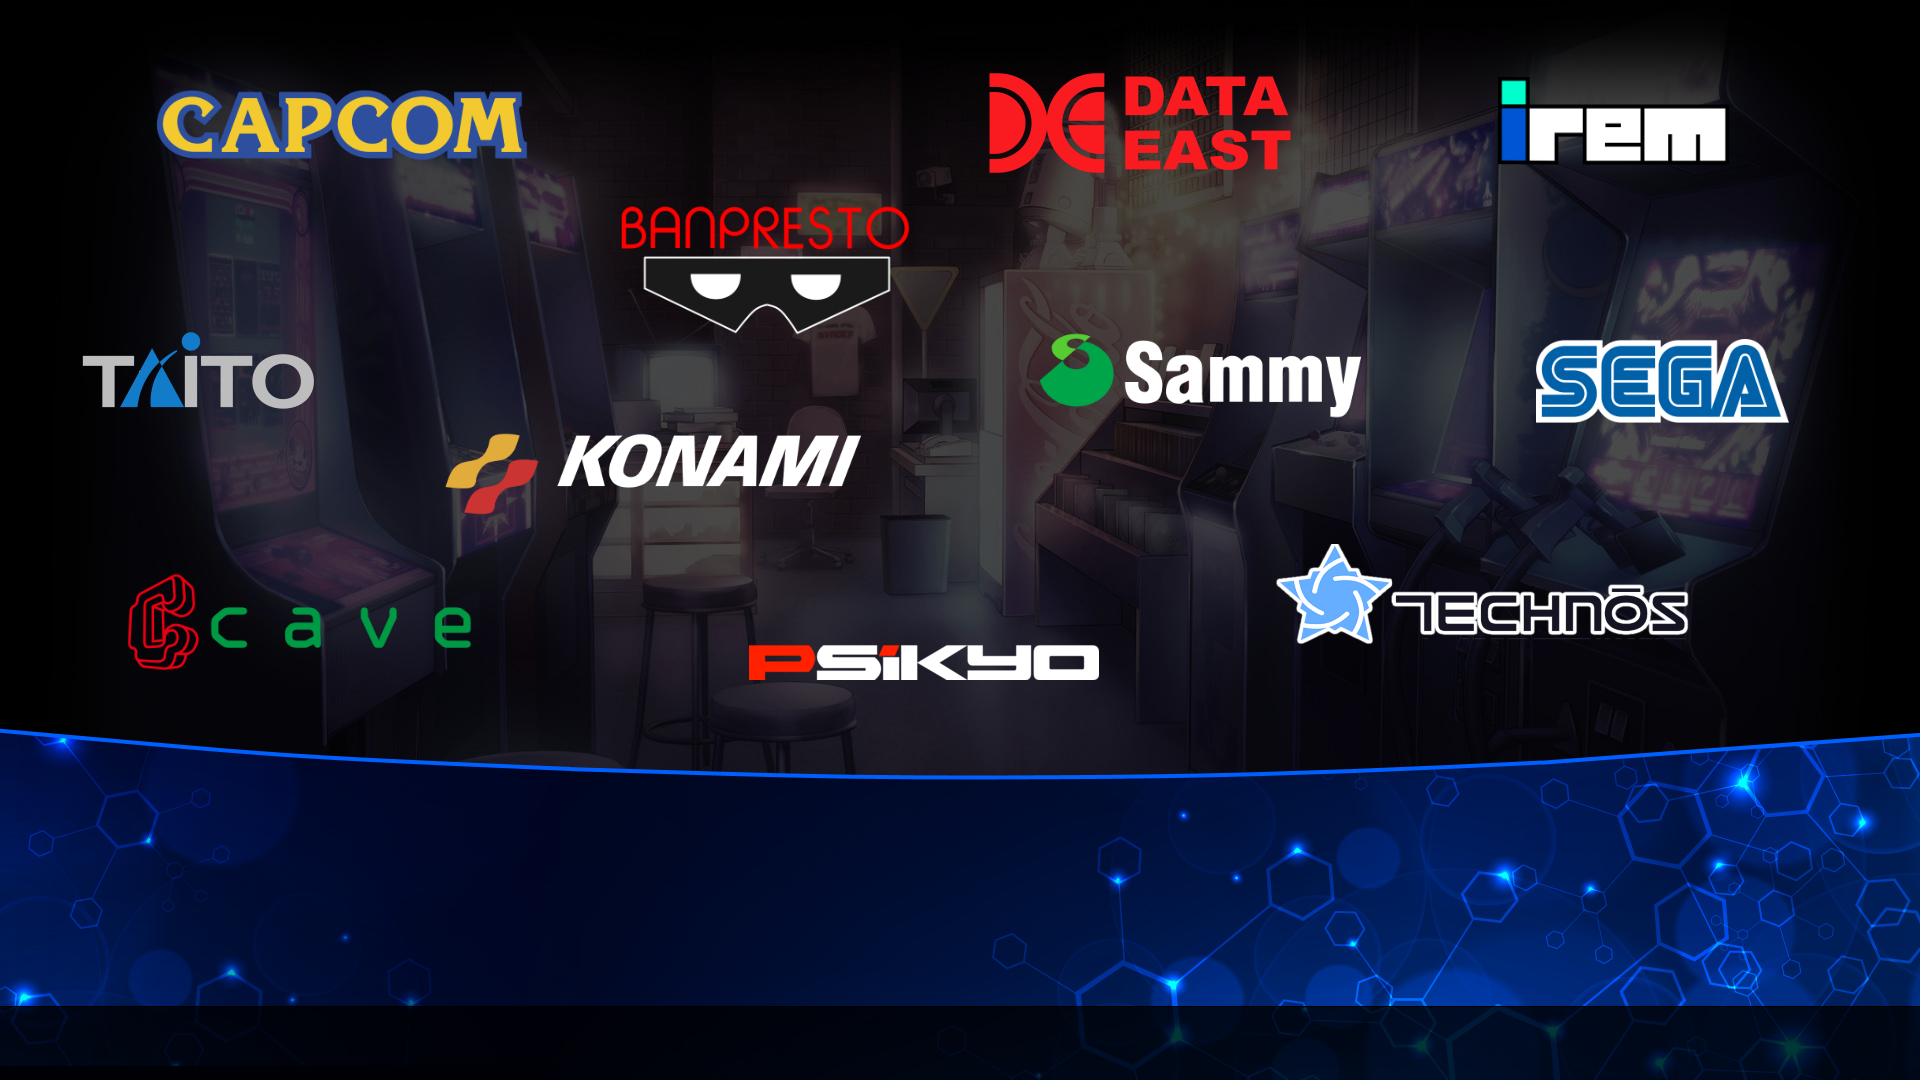 CAPCOM
DATA
EAST
irem
BANPRESTO
TAITO
Sammy
SEGA
KONAMI
cave
PSiKYO
TECHNŌS